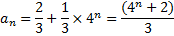 aₙ = 2/3 + 1/3 × 4ⁿ = (4ⁿ + 2)/3